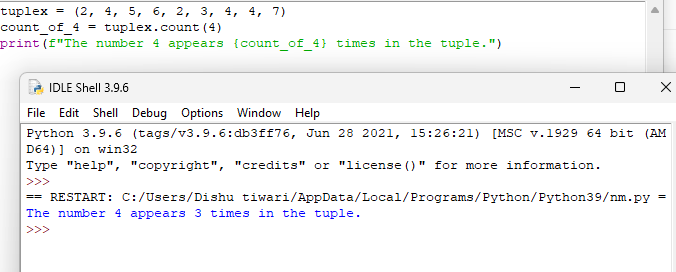 tuplex = (2, 4, 5, 6, 2, 3, 4, 4, 7)
count_of_4 = tuplex.count(4)
print(f"The number 4 appears {count_of_4} times in the tuple.")
IDLE Shell 3.9.6
File Edit Shell Debug Options Window Help
Python 3.9.6 (tags/v3.9.6:db3ff76, Jun 28 2021, 15:26:21) [MSC v.1929 64 bit (AM
D64)] on win32
Type "help", "copyright", "credits" or "license()" for more information.
>>>
== RESTART: C:/Users/Dishu tiwari/AppData/Local/Programs/Python/Python39/nm.py =
The number 4 appears 3 times in the tuple.
>>>